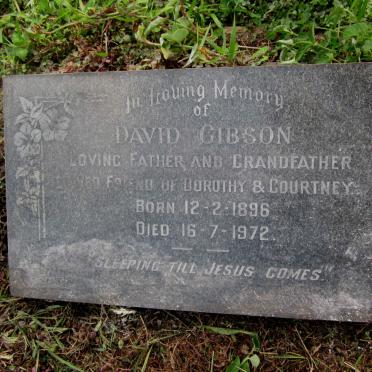 In Loving Memory
of
DAVID GIBSON
LOVING FATHER AND GRANDFATHER
FRIEND OF DOROTHY & COURTNEY.
BORN 12-2-1896
DIED 16-7-1972.
"SLEEPING TILL JESUS COMES"